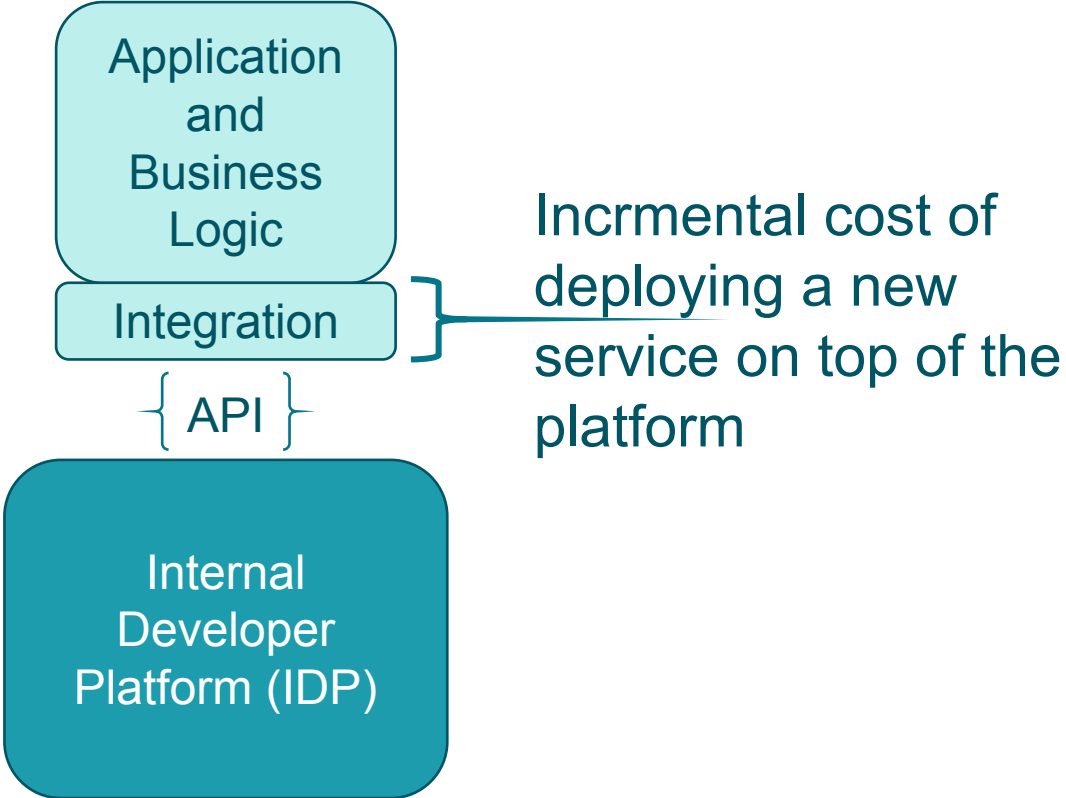 Application
and
Business
Logic
Integration
API
Internal
Developer
Platform (IDP)
Incrmental cost of
deploying a new
service on top of the
platform